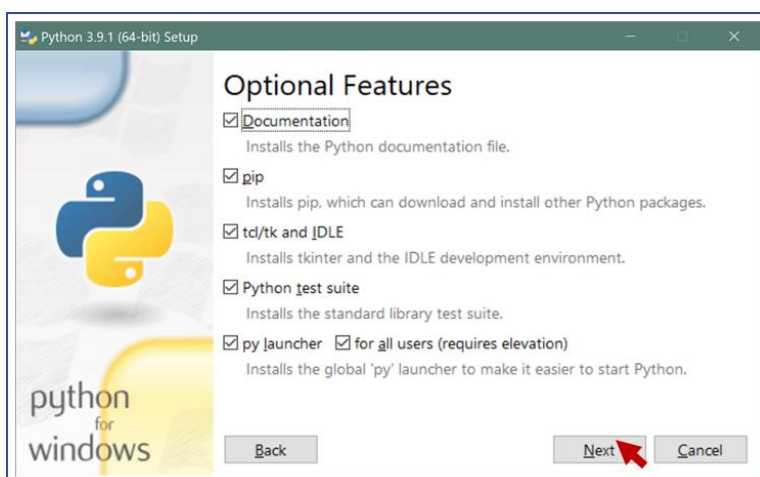 Python 3.9.1 (64-bit) Setup
Optional Features
Documentation
Installs the Python documentation file.
pip
Installs pip, which can download and install other Python packages.
tcl/tk and IDLE
Installs tkinter and the IDLE development environment.
Python test suite
Installs the standard library test suite.
py launcher for all users (requires elevation)
Installs the global 'py' launcher to make it easier to start Python.
python
for
windows
Back Next Cancel